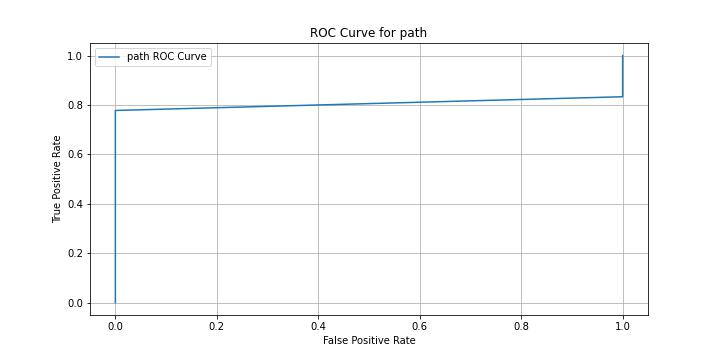 ROC Curve for path
path ROC Curve
True Positive Rate
1.0
0.8
0.6
0.4
0.2
0.0
0.0 0.2 0.4 0.6 0.8 1.0
False Positive Rate